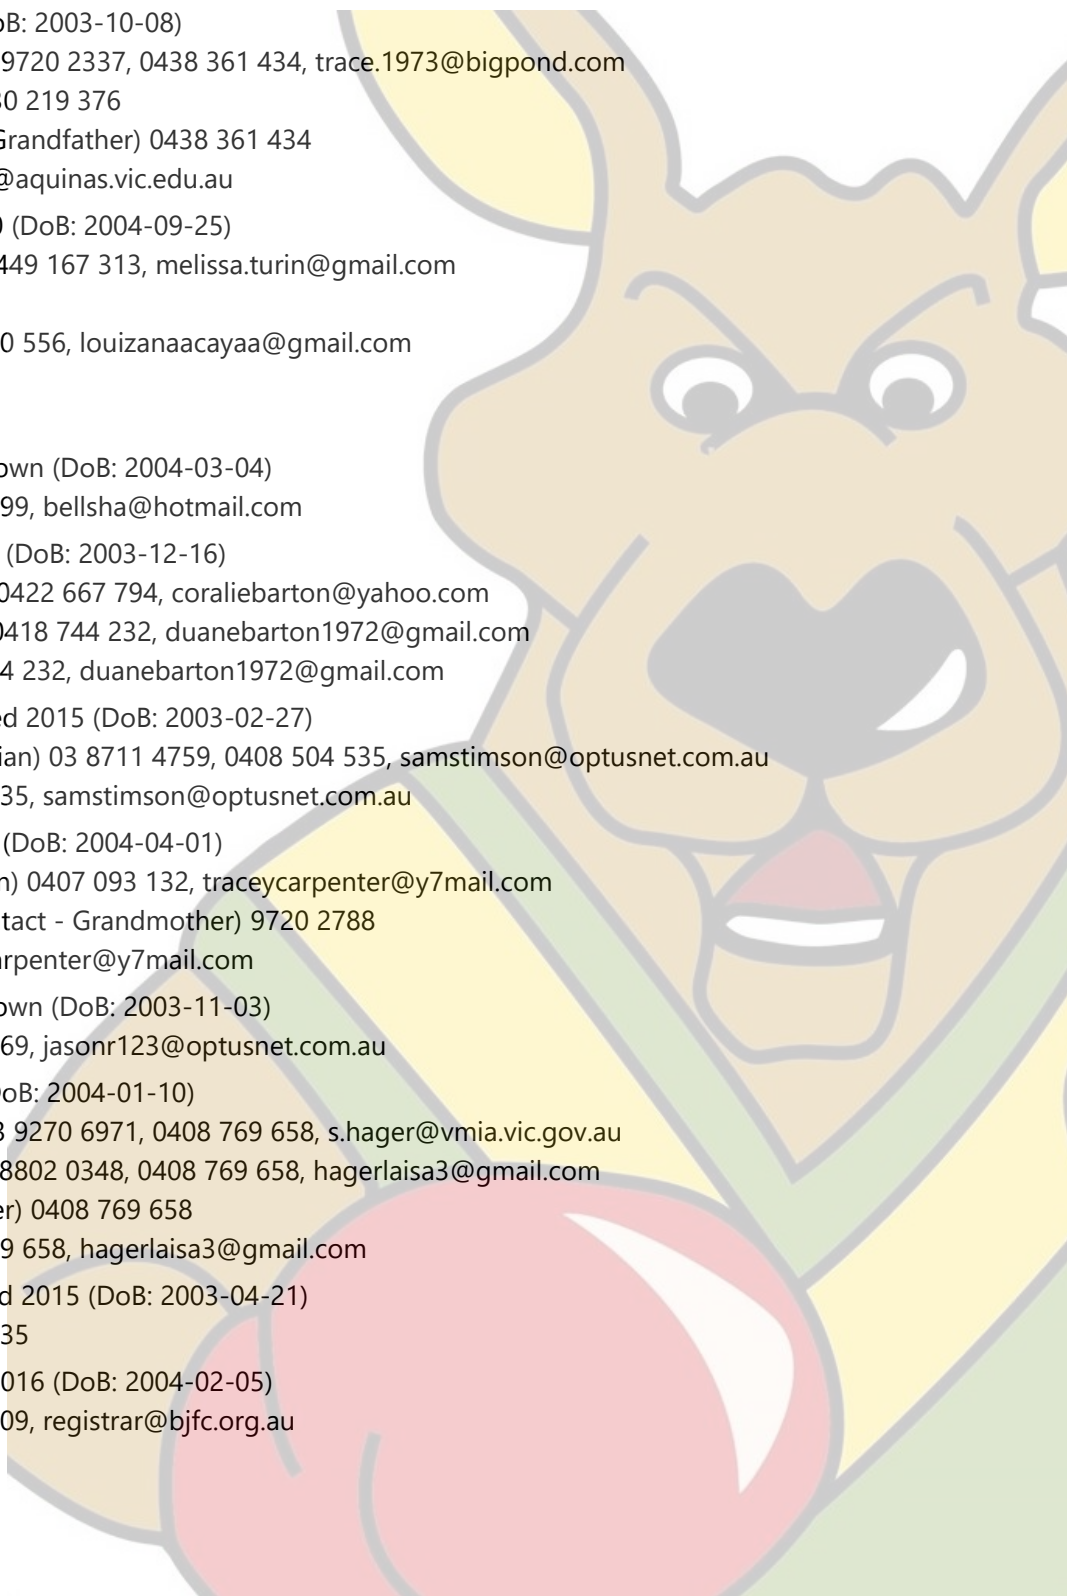 oB: 2003-10-08)
9720 2337, 0438 361 434, trace.1973@bigpond.com
30 219 376
Grandfather) 0438 361 434
@aquinas.vic.edu.au
(DoB: 2004-09-25)
449 167 313, melissa.turin@gmail.com
0 556, louizanaacayaa@gmail.com
own (DoB: 2004-03-04)
99, bellsha@hotmail.com
(DoB: 2003-12-16)
0422 667 794, coraliebarton@yahoo.com
0418 744 232, duanebarton1972@gmail.com
4 232, duanebarton1972@gmail.com
ed 2015 (DoB: 2003-02-27)
ian) 03 8711 4759, 0408 504 535, samstimson@optusnet.com.au
35, samstimson@optusnet.com.au
(DoB: 2004-04-01)
n) 0407 093 132, traceycarpenter@y7mail.com
tact - Grandmother) 9720 2788
arpenter@y7mail.com
own (DoB: 2003-11-03)
69, jasonr123@optusnet.com.au
oB: 2004-01-10)
3 9270 6971, 0408 769 658, s.hager@vmia.vic.gov.au
8802 0348, 0408 769 658, hagerlaisa3@gmail.com
er) 0408 769 658
9 658, hagerlaisa3@gmail.com
d 2015 (DoB: 2003-04-21)
35
016 (DoB: 2004-02-05)
09, registrar@bjfc.org.au